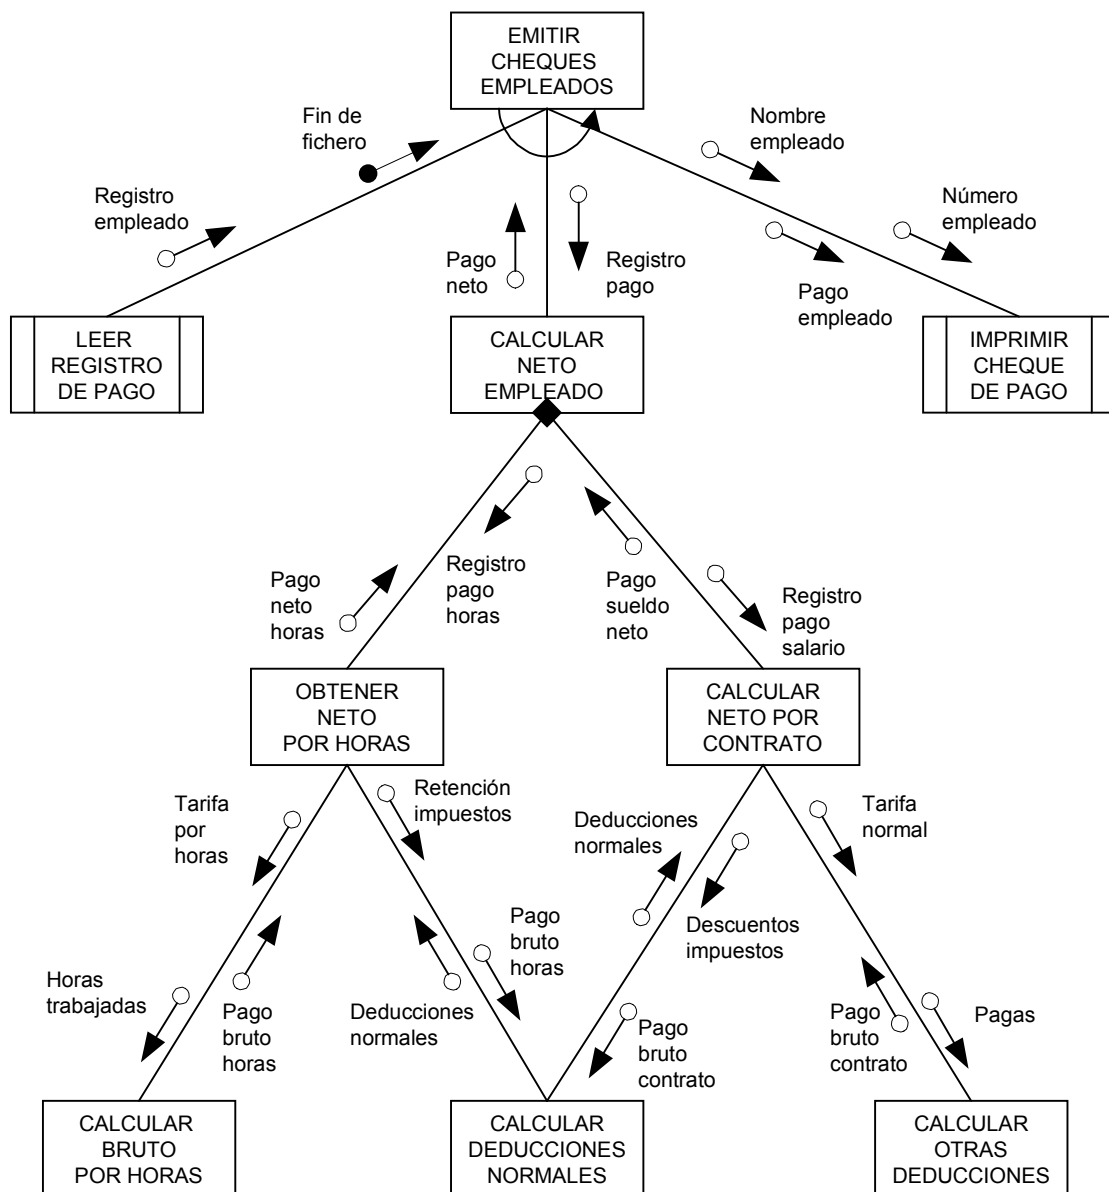 EMITIR
CHEQUES
EMPLEADOS
Fin de
fichero
Nombre
empleado
Registro
empleado
Número
empleado
Pago
neto
Registro
pago
Pago
empleado
LEER
REGISTRO
DE PAGO
CALCULAR
NETO
EMPLEADO
IMPRIMIR
CHEQUE
DE PAGO
Pago
neto
horas
Registro
pago
horas
Pago
sueldo
neto
Registro
pago
salario
OBTENER
NETO
POR HORAS
CALCULAR
NETO POR
CONTRATO
Tarifa
por
horas
Retención
impuestos
Deducciones
normales
Tarifa
normal
Descuentos
impuestos
Horas
trabajadas
Pago
bruto
horas
Deducciones
normales
Pago
bruto
horas
Pago
bruto
contrato
Pago
bruto
contrato
Pagas
CALCULAR
BRUTO
POR HORAS
CALCULAR
DEDUCCIONES
NORMALES
CALCULAR
OTRAS
DEDUCCIONES